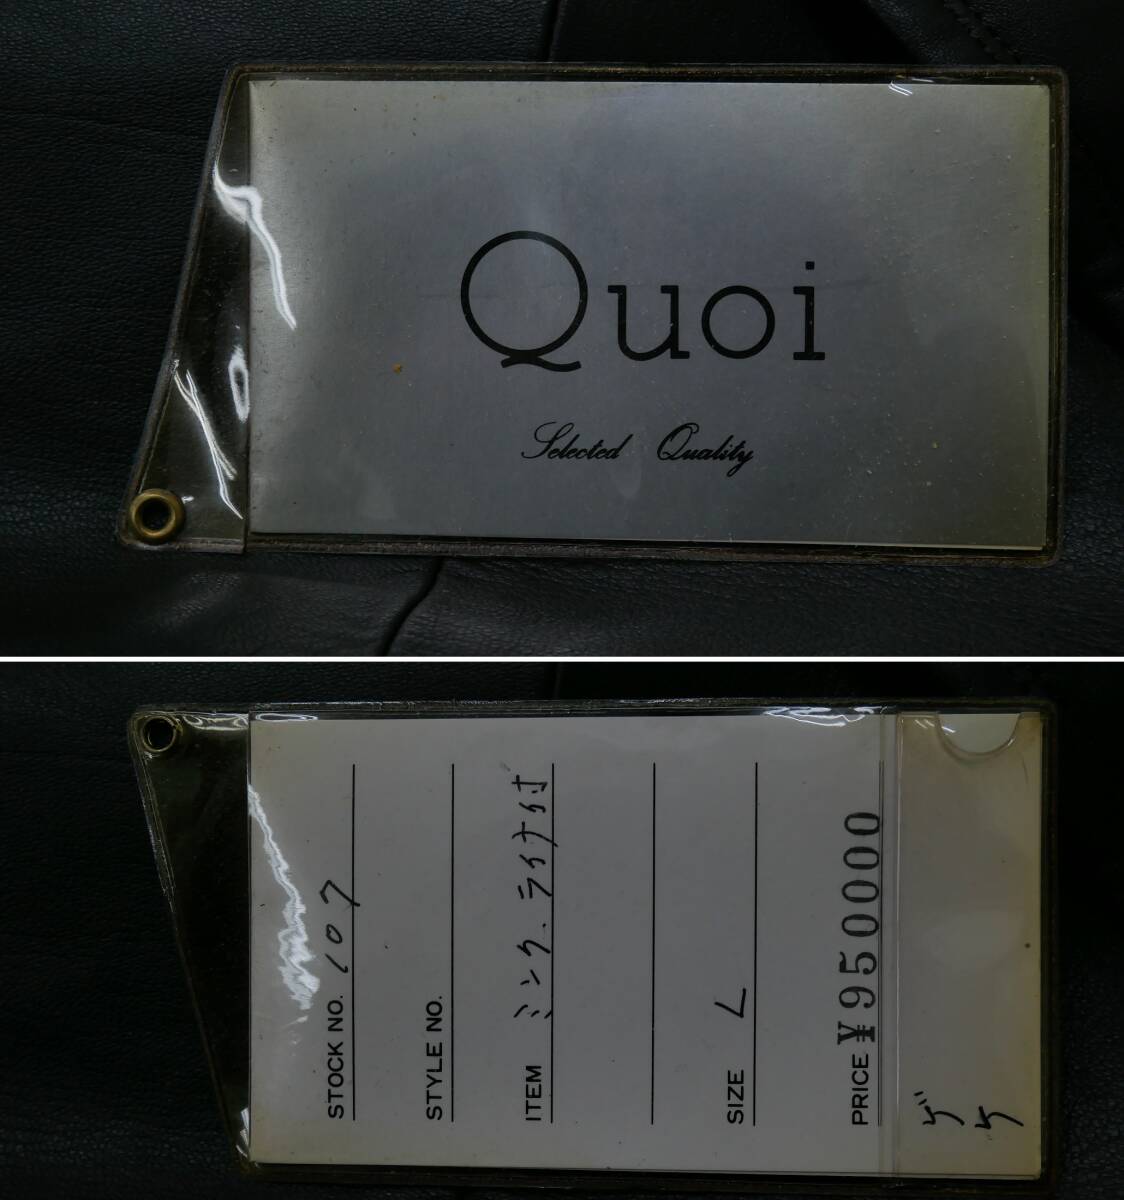 Quoi
Selected Quality
STOCK NO. 107
STYLE NO.
ITEM ミンク.ライナ付
SIZE L
PRICE ¥950000